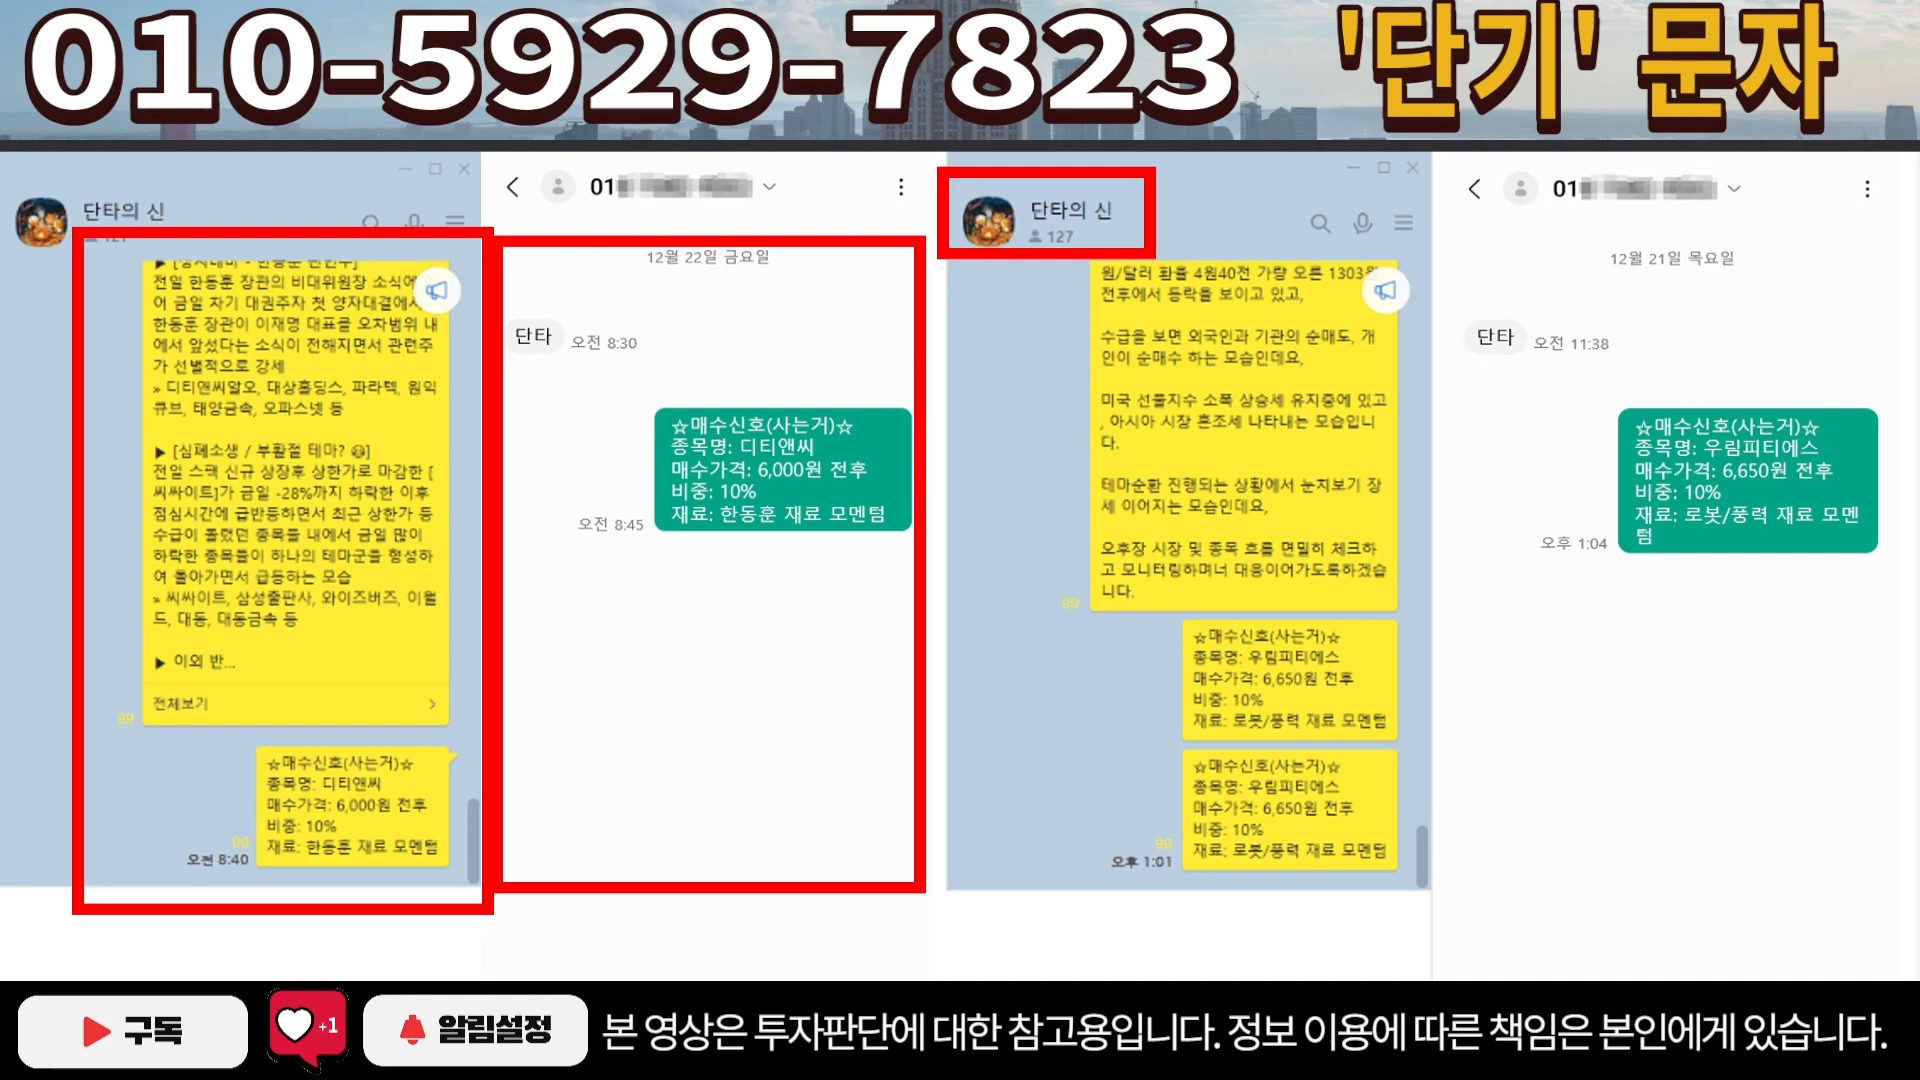 010-5929-7823 '단기' 문자
단타의 신
전일 한동훈 장관의 비대위원장 소식에
어 금일 차기 대권주자 첫 양자대결에서
한동훈 장관이 이재명 대표를 오차범위 내
에서 앞섰다는 소식이 전해지면서 관련주
가 선별적으로 강세
» 디티앤씨알오, 대상홀딩스, 파라텍, 원익
큐브, 태양금속, 오파스넷 등
▶ [심폐소생 / 부활절 테마? 😂]
전일 스팩 신규 상장후 상한가로 마감한 [
씨싸이트]가 금일 -28%까지 하락한 이후
점심시간에 급반등하면서 최근 상한가 등
수급이 몰렸던 종목들 내에서 금일 많이
하락한 종목들이 하나의 테마군을 형성하
여 돌아가면서 급등하는 모습
» 씨싸이트, 삼성출판사, 와이즈버즈, 이월
드, 대동, 대동금속 등
▶ 이외 반...
전체보기
99
☆매수신호(사는거)☆
종목명: 디티앤씨
매수가격: 6,000원 전후
비중: 10%
재료: 한동훈 재료 모멘텀
99
오전 8:40
01
12월 22일 금요일
단타 오전 8:30
☆매수신호(사는거)☆
종목명: 디티앤씨
매수가격: 6,000원 전후
비중: 10%
재료: 한동훈 재료 모멘텀
오전 8:45
단타의 신
127
원/달러 환율 4원40전 가량 오른 1303원
전후에서 등락을 보이고 있고,
수급을 보면 외국인과 기관의 순매도, 개
인이 순매수 하는 모습인데요,
미국 선물지수 소폭 상승세 유지중에 있고
, 아시아 시장 혼조세 나타내는 모습입니
다.
테마순환 진행되는 상황에서 눈치보기 장
세 이어지는 모습인데요,
오후장 시장 및 종목 흐름 면밀히 체크하
고 모니터링하며너 대응이어가도록하겠습
니다.
99
☆매수신호(사는거)☆
종목명: 우림피티에스
매수가격: 6,650원 전후
비중: 10%
재료: 로봇/풍력 재료 모멘텀
☆매수신호(사는거)☆
종목명: 우림피티에스
매수가격: 6,650원 전후
비중: 10%
재료: 로봇/풍력 재료 모멘텀
99
오후 1:01
01
12월 21일 목요일
단타 오전 11:38
☆매수신호(사는거)☆
종목명: 우림피티에스
매수가격: 6,650원 전후
비중: 10%
재료: 로봇/풍력 재료 모멘
텀
오후 1:04
구독 +1 알림설정 본 영상은 투자판단에 대한 참고용입니다. 정보 이용에 따른 책임은 본인에게 있습니다.